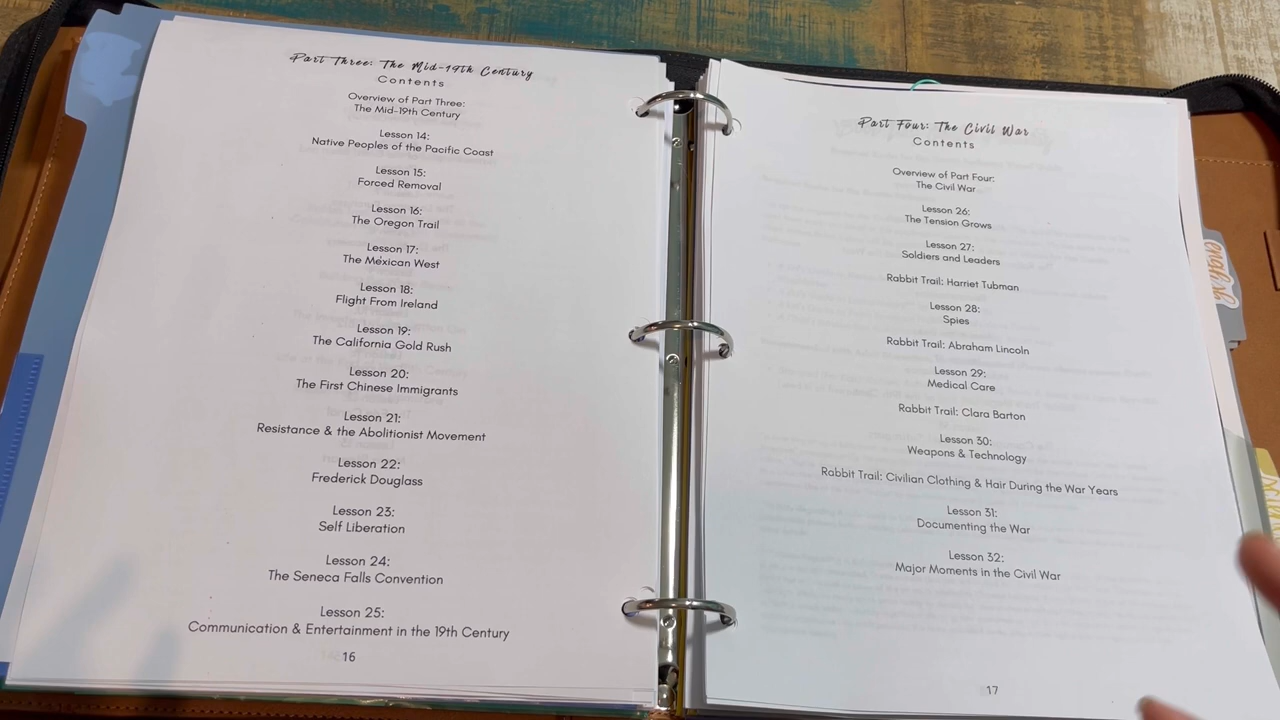 Part Three: The Mid-19th Century
Contents
Overview of Part Three:
The Mid-19th Century
Lesson 14:
Native Peoples of the Pacific Coast
Lesson 15:
Forced Removal
Lesson 16:
The Oregon Trail
Lesson 17:
The Mexican West
Lesson 18:
Flight From Ireland
Lesson 19:
The California Gold Rush
Lesson 20:
The First Chinese Immigrants
Lesson 21:
Resistance & the Abolitionist Movement
Lesson 22:
Frederick Douglass
Lesson 23:
Self Liberation
Lesson 24:
The Seneca Falls Convention
Lesson 25:
Communication & Entertainment in the 19th Century
16
Part Four: The Civil War
Contents
Overview of Part Four:
The Civil War
Lesson 26:
The Tension Grows
Lesson 27:
Soldiers and Leaders
Rabbit Trail: Harriet Tubman
Lesson 28:
Spies
Rabbit Trail: Abraham Lincoln
Lesson 29:
Medical Care
Rabbit Trail: Clara Barton
Lesson 30:
Weapons & Technology
Rabbit Trail: Civilian Clothing & Hair During the War Years
Lesson 31:
Documenting the War
Lesson 32:
Major Moments in the Civil War
17
english